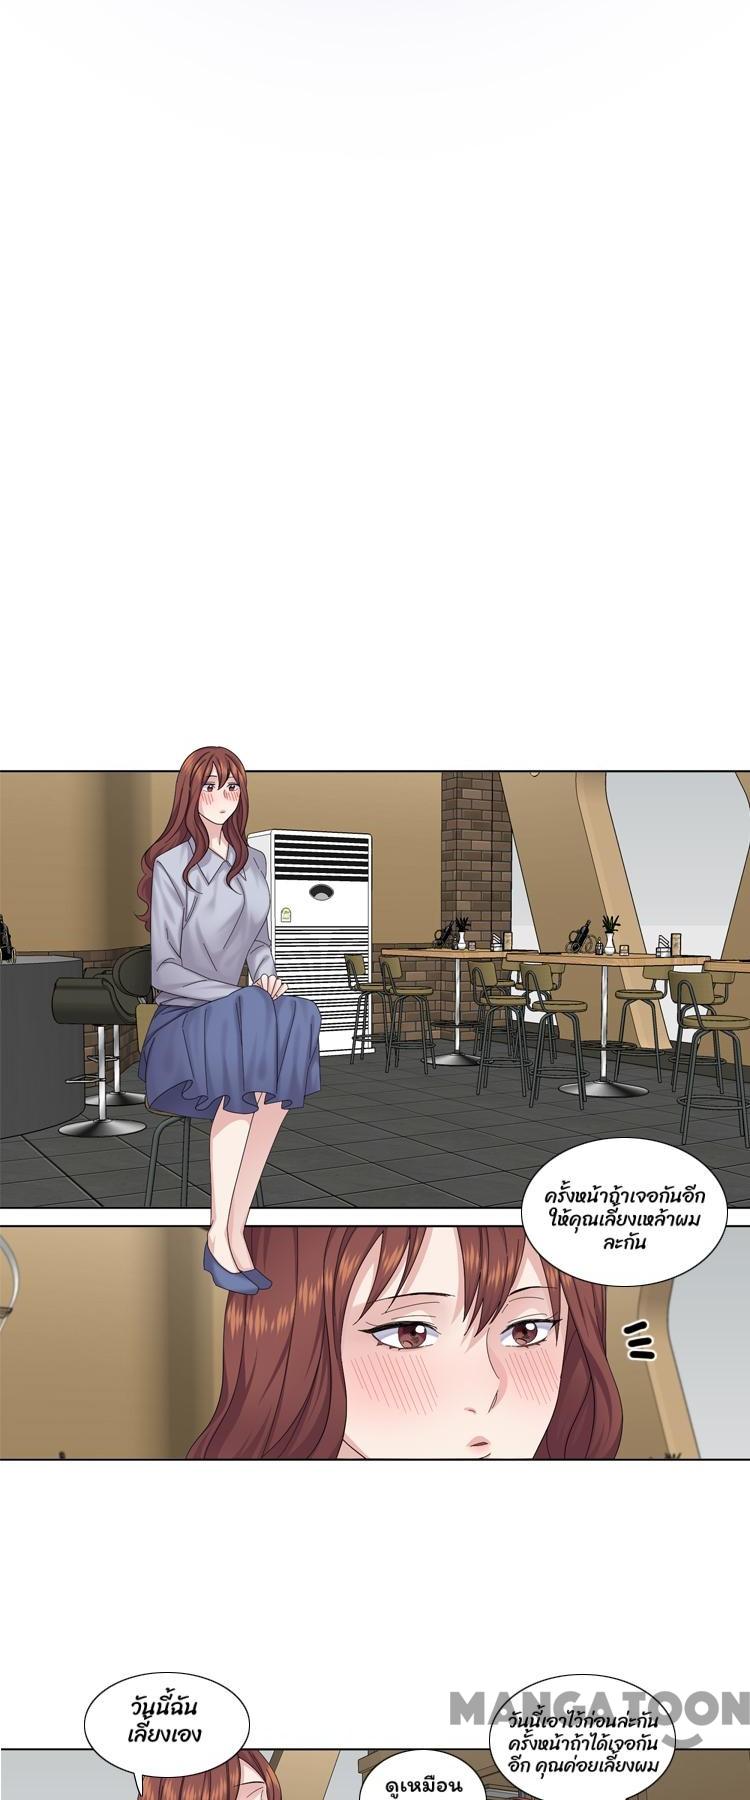 ครั้งหน้าถ้าเจอกันอีก
ให้คุณเลี้ยงเหล้าผม
ละกัน
วันนี้ฉัน
เลี้ยงเอง
MANGATOON
วันนี้เอาไว้ก่อนล่ะกัน
ครั้งหน้าถ้าได้เจอกัน
อีก คุณค่อยเลี้ยงผม
ดูเหมือน